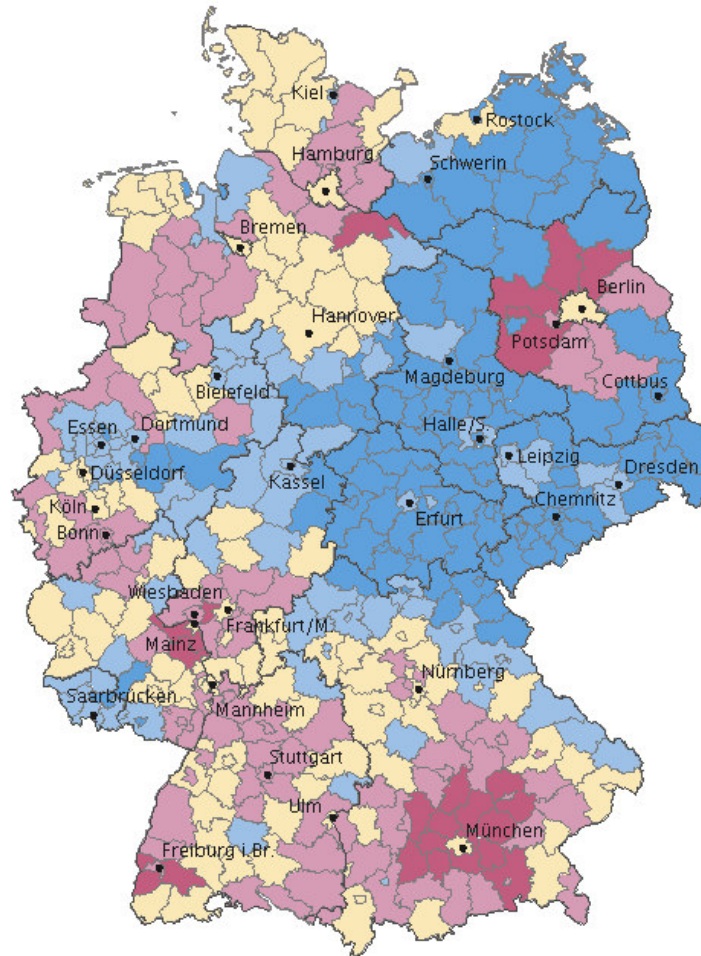 Kiel
Rostock
Hamburg
Schwerin
Bremen
Berlin
Hannover
Potsdam
Magdeburg
Bielefeld
Cottbus
Essen
Dortmund
Halle/S.
Leipzig
Düsseldorf
Kassel
Dresden
Köln
Chemnitz
Erfurt
Bonn
Wiesbaden
Frankfurt/M.
Mainz
Nürnberg
Saarbrücken
Mannheim
Stuttgart
Ulm
München
Freiburg i.Br.